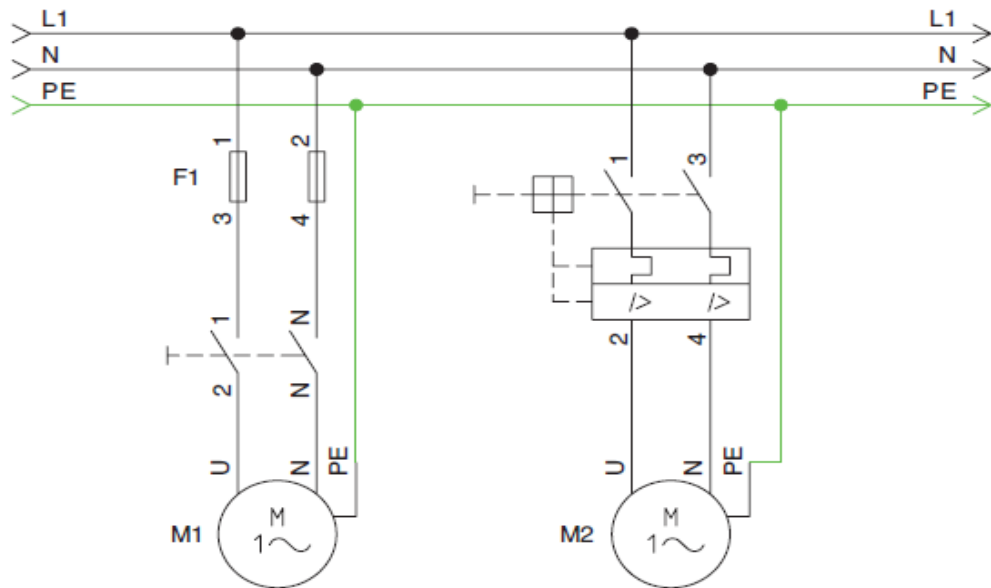 L1 L1
N N
PE PE
1 2 1 3
F1
3 4
1 N
2 N
I> I>
2 4
U N PE U N PE
M1 M 1~ M2 M 1~